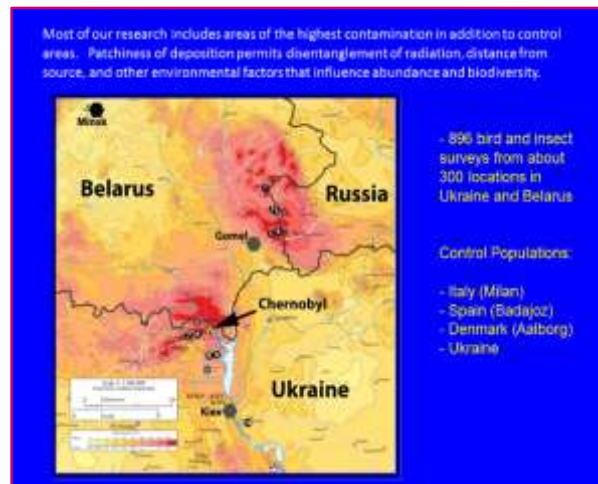 Most of our research includes areas of the highest contamination in addition to control
areas. Patchiness of deposition permits disentanglement of radiation, distance from
source, and other environmental factors that influence abundance and biodiversity.
Minsk
Belarus
Russia
Gomel
Chernobyl
Ukraine
Kiev
- 896 bird and insect
surveys from about
300 locations in
Ukraine and Belarus
Control Populations:
- Italy (Milan)
- Spain (Badajoz)
- Denmark (Aalborg)
- Ukraine